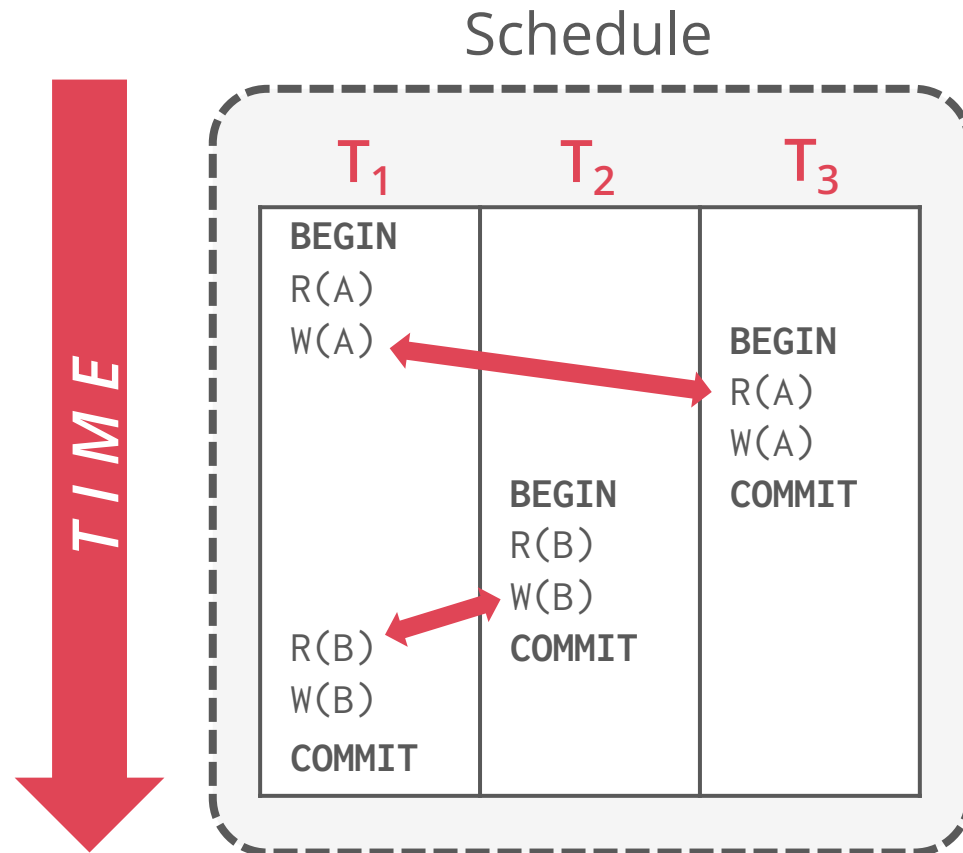 Schedule
TIME
T₁ T₂ T₃
BEGIN
R(A)
W(A)
R(B)
W(B)
COMMIT
BEGIN
R(B)
W(B)
COMMIT
BEGIN
R(A)
W(A)
COMMIT